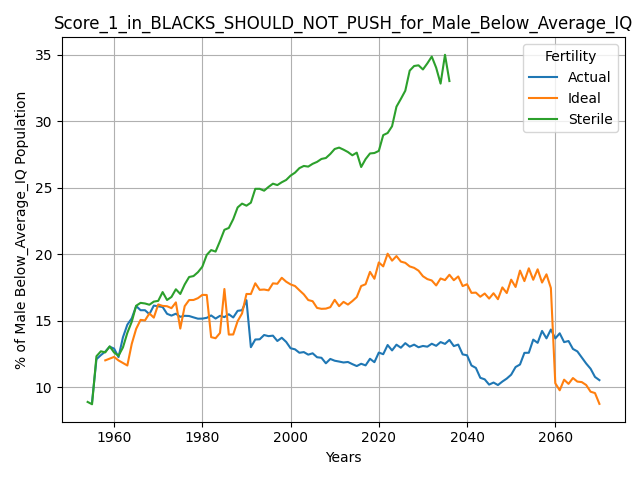 Score_1_in_BLACKS_SHOULD_NOT_PUSH_for_Male_Below_Average_IQ
% of Male Below_Average_IQ Population
35
30
25
20
15
10
Fertility
Actual
Ideal
Sterile
1960 1980 2000 2020 2040 2060
Years